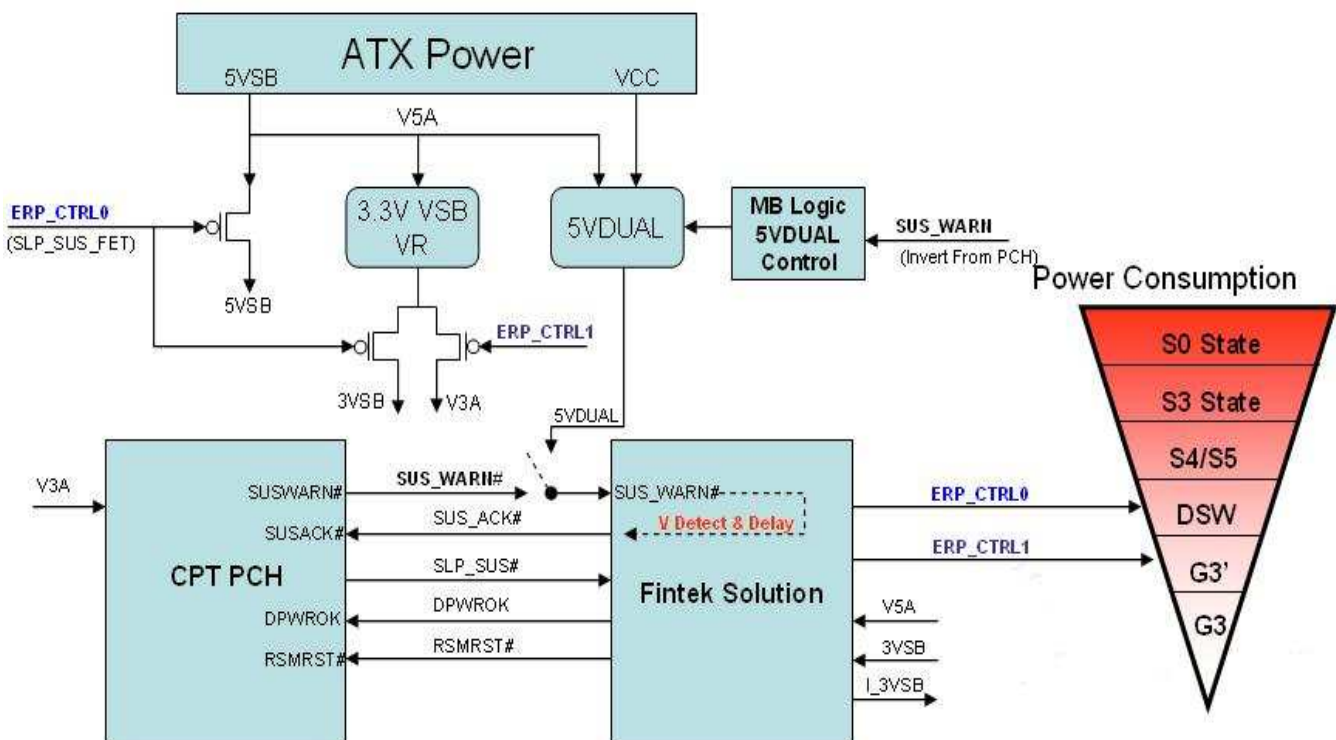 ATX Power
5VSB
VCC
V5A
ERP_CTRL0
(SLP_SUS_FET)
3.3V VSB
VR
5VDUAL
MB Logic
5VDUAL
Control
SUS_WARN
(Invert From PCH)
5VSB
ERP_CTRL1
3VSB
V3A
5VDUAL
Power Consumption
S0 State
S3 State
S4/S5
DSW
G3’
G3
V3A
SUSWARN#
SUSACK#
CPT PCH
DPWROK
RSMRST#
SUS_WARN#
SUS_ACK#
SLP_SUS#
DPWROK
RSMRST#
SUS_WARN#
V Detect & Delay
Fintek Solution
ERP_CTRL0
ERP_CTRL1
V5A
3VSB
I_3VSB